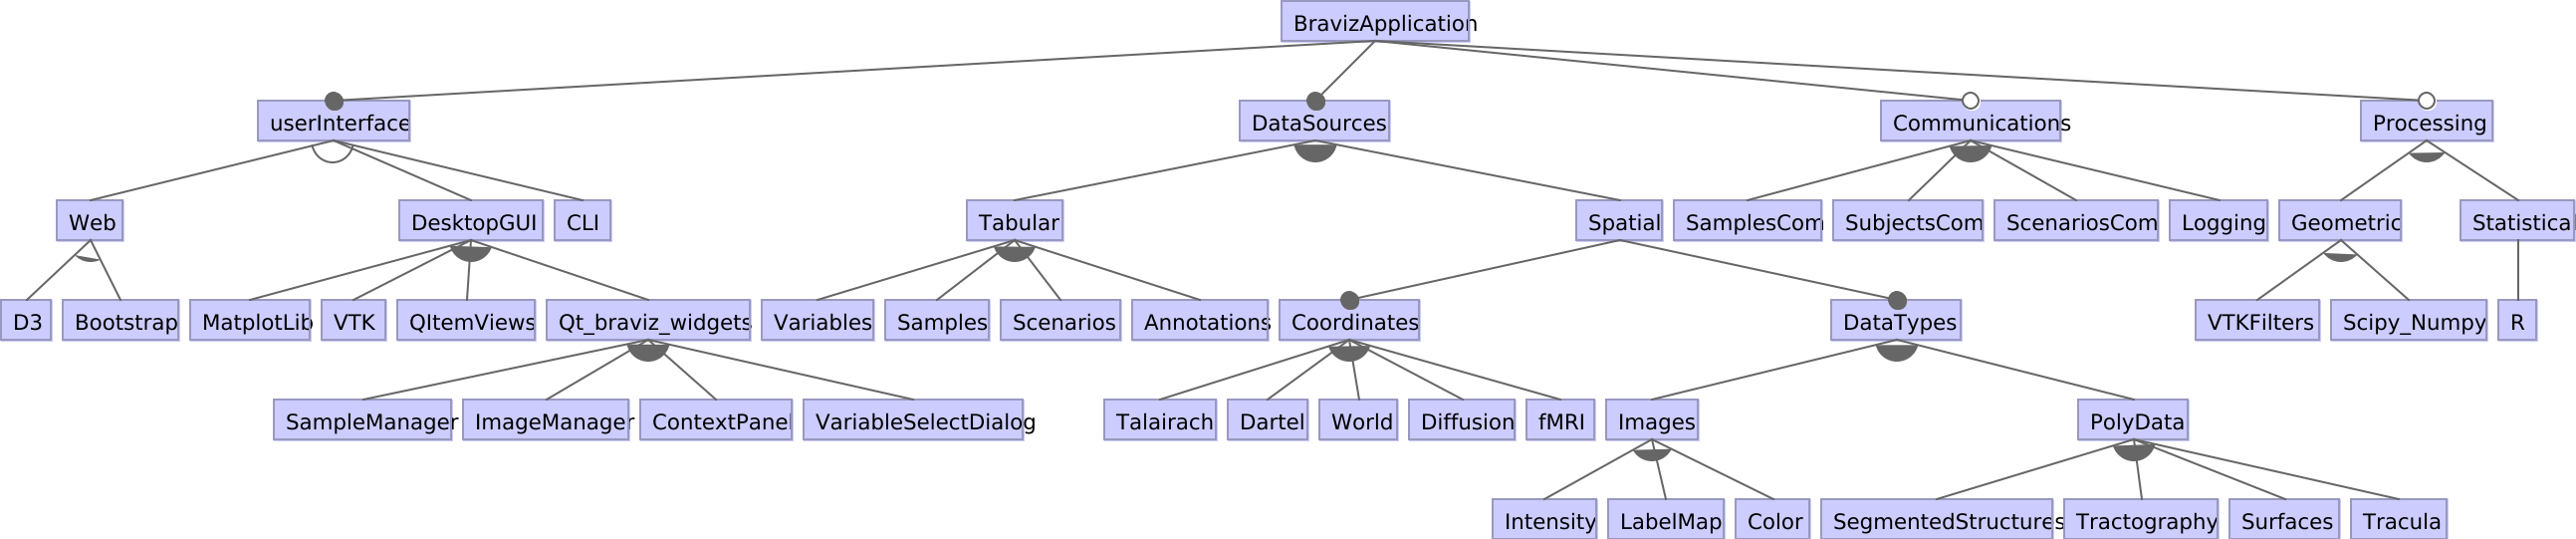 BravizApplication
userInterface
DataSources
Communications
Processing
Web
DesktopGUI
CLI
Tabular
Spatial
SamplesCom
SubjectsCom
ScenariosCom
Logging
Geometric
Statistica
D3
Bootstrap
MatplotLib
VTK
QItemViews
Qt_braviz_widgets
Variables
Samples
Scenarios
Annotations
Coordinates
DataTypes
VTKFilters
Scipy_Numpy
R
SampleManager
ImageManager
ContextPanel
VariableSelectDialog
Talairach
Dartel
World
Diffusion
fMRI
Images
PolyData
Intensity
LabelMap
Color
SegmentedStructures
Tractography
Surfaces
Tracula